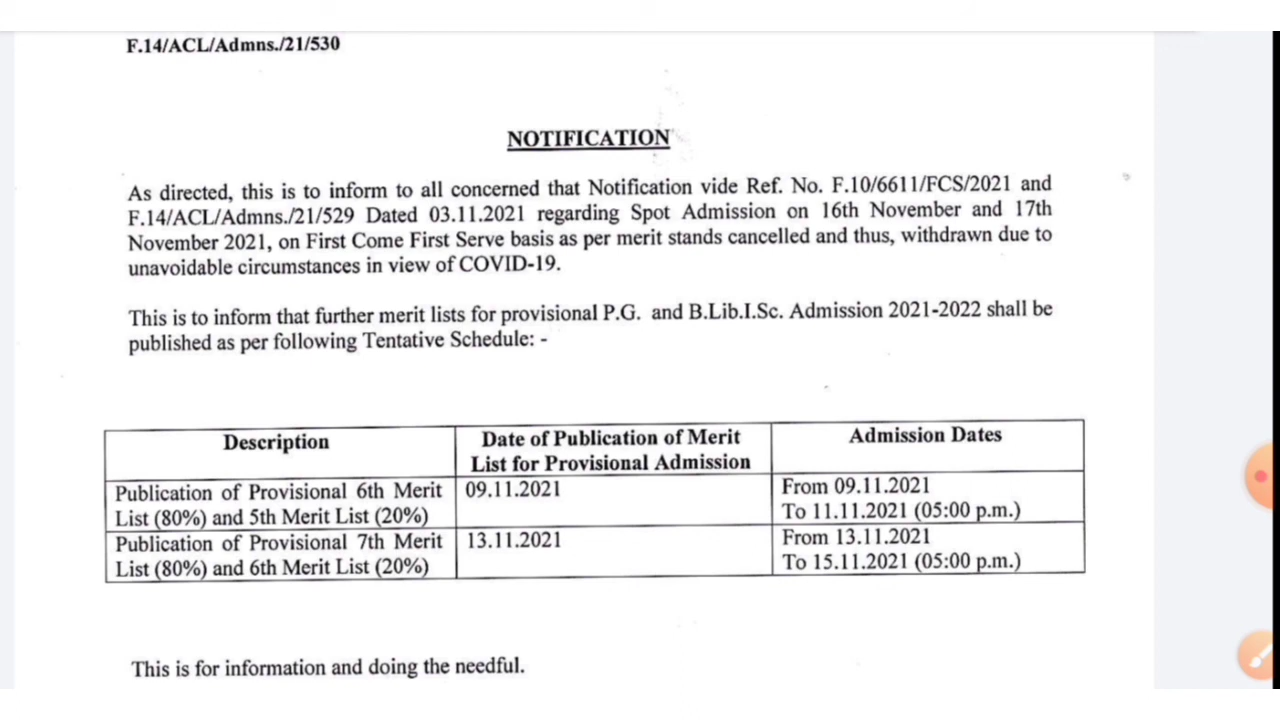 F.14/ACL/Admns./21/530
NOTIFICATION
As directed, this is to inform to all concerned that Notification vide Ref. No. F.10/6611/FCS/2021 and
F.14/ACL/Admns./21/529 Dated 03.11.2021 regarding Spot Admission on 16th November and 17th
November 2021, on First Come First Serve basis as per merit stands cancelled and thus, withdrawn due to
unavoidable circumstances in view of COVID-19.
This is to inform that further merit lists for provisional P.G. and B.Lib.I.Sc. Admission 2021-2022 shall be
published as per following Tentative Schedule: -
Description
Date of Publication of Merit
List for Provisional Admission
Admission Dates
Publication of Provisional 6th Merit
List (80%) and 5th Merit List (20%)
09.11.2021
From 09.11.2021
To 11.11.2021 (05:00 p.m.)
Publication of Provisional 7th Merit
List (80%) and 6th Merit List (20%)
13.11.2021
From 13.11.2021
To 15.11.2021 (05:00 p.m.)
This is for information and doing the needful.